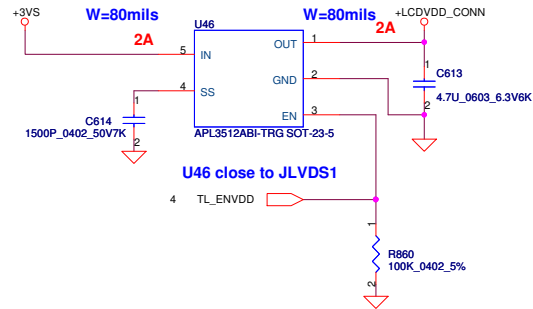 +3VS
W=80mils
U46
W=80mils
+LCDVDD_CONN
2A
2A
5
IN
OUT
1
GND
2
4
SS
EN
3
1
C614
1500P_0402_50V7K
2
1
C613
4.7U_0603_6.3V6K
2
APL3512ABI-TRG SOT-23-5
U46 close to JLVDS1
4
TL_ENVDD
1
R860
100K_0402_5%
2